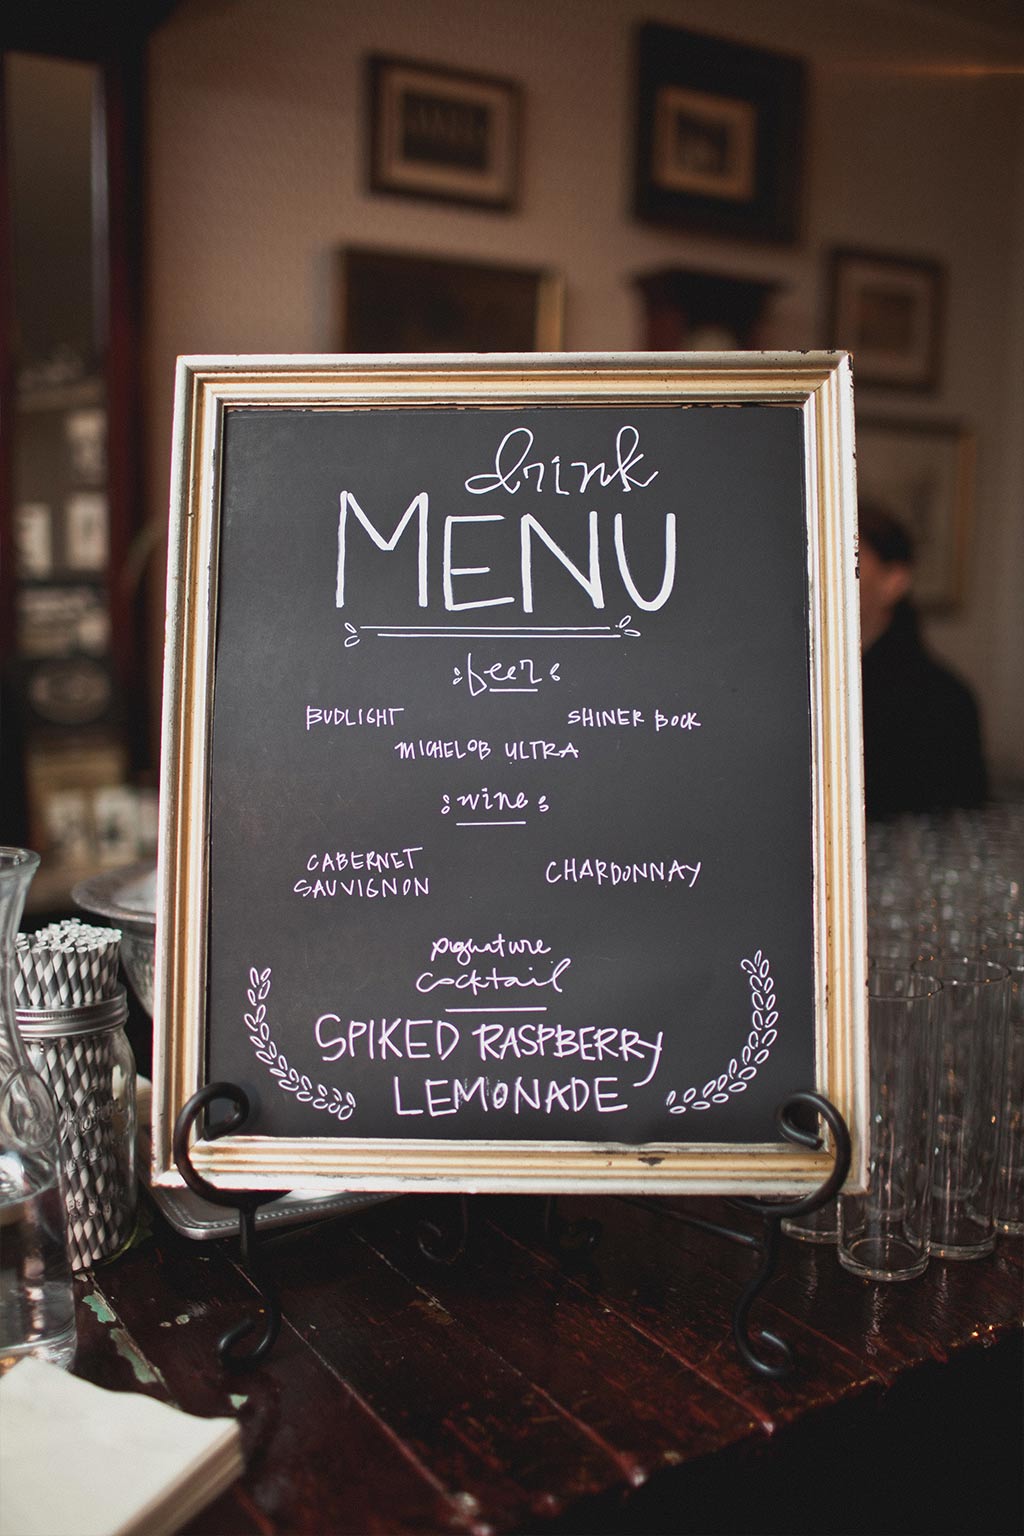 drink
MENU
beer
BUDLIGHT SHINER BOCK
MICHELOB ULTRA
wine
CABERNET
SAUVIGNON
CHARDONNAY
signature
cocktail
SPIKED RASPBERRY
LEMONADE